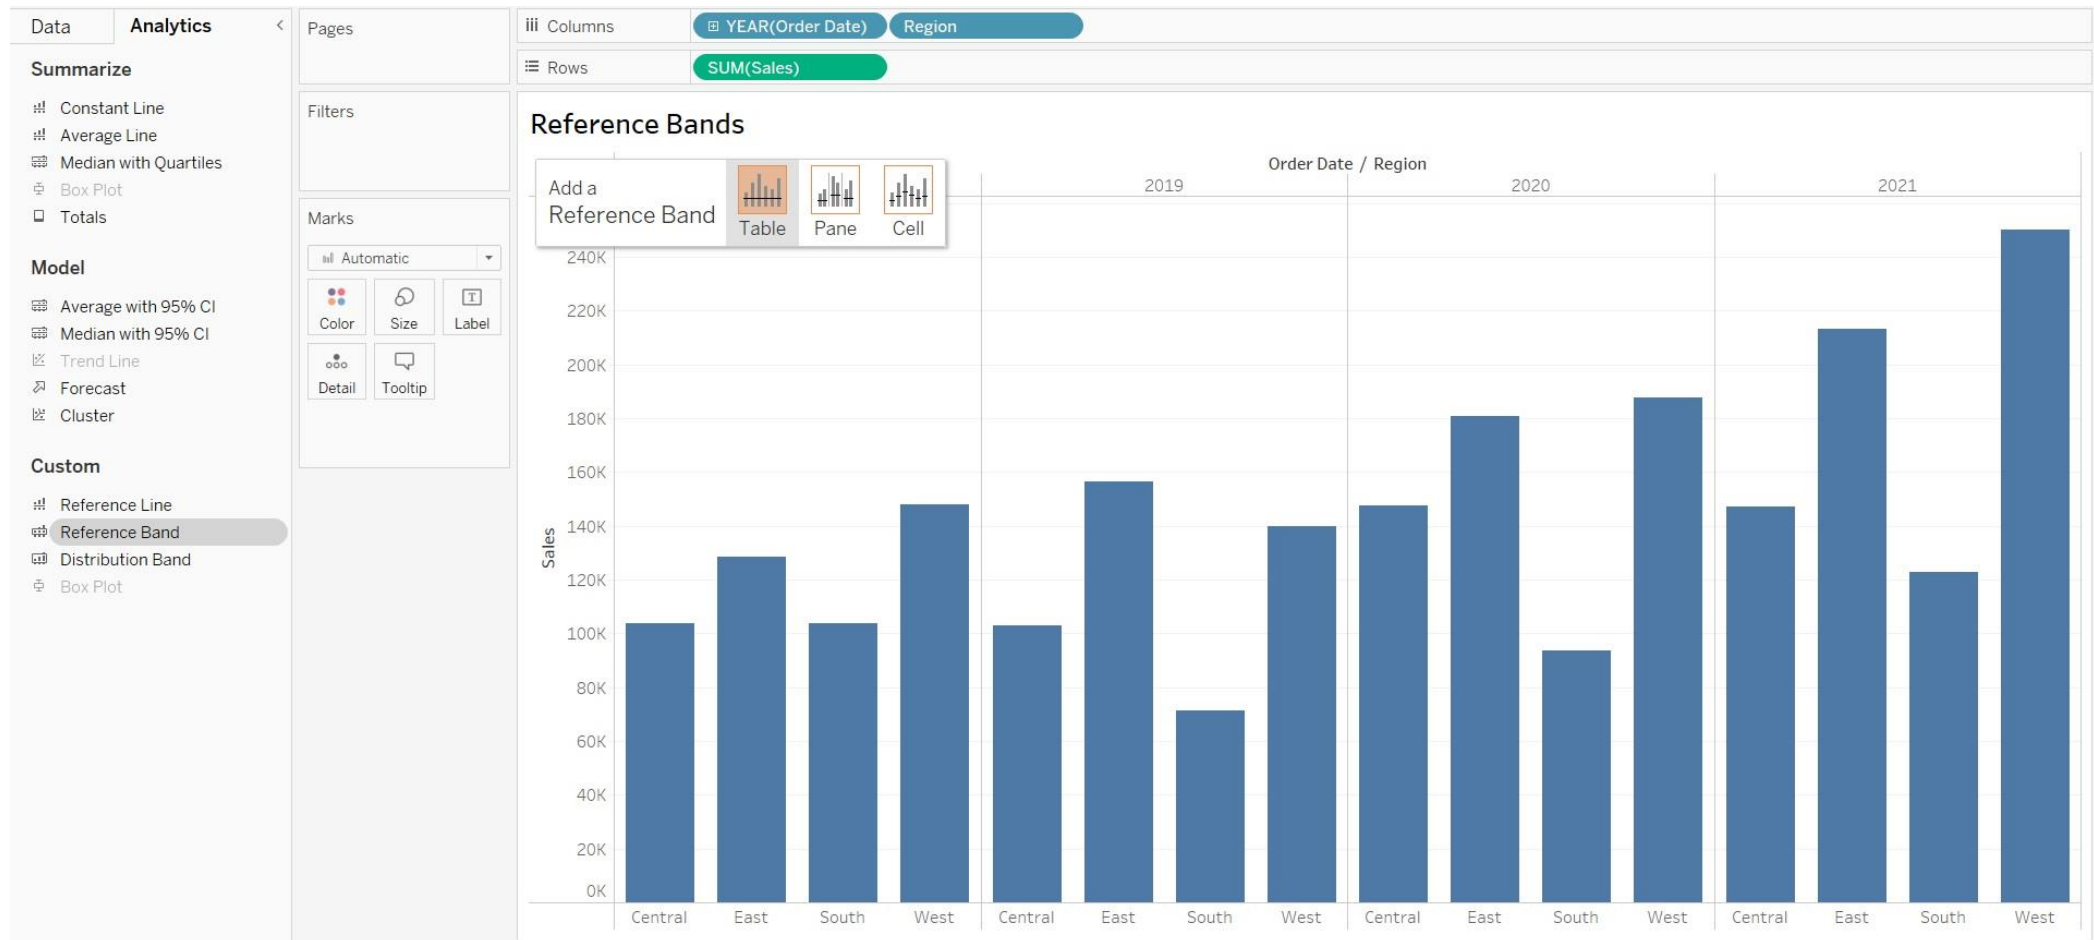 Data
Analytics
Summarize
Constant Line
Average Line
Median with Quartiles
Box Plot
Totals
Model
Average with 95% CI
Median with 95% CI
Trend Line
Forecast
Cluster
Custom
Reference Line
Reference Band
Distribution Band
Box Plot
Pages
Filters
Marks
Automatic
Color Size Label
Detail Tooltip
Columns YEAR(Order Date) Region
Rows SUM(Sales)
Reference Bands
Add a
Reference Band
Table Pane Cell
Order Date / Region
2019 2020 2021
Sales
240K
220K
200K
180K
160K
140K
120K
100K
80K
60K
40K
20K
0K
Central East South West Central East South West Central East South West Central East South West